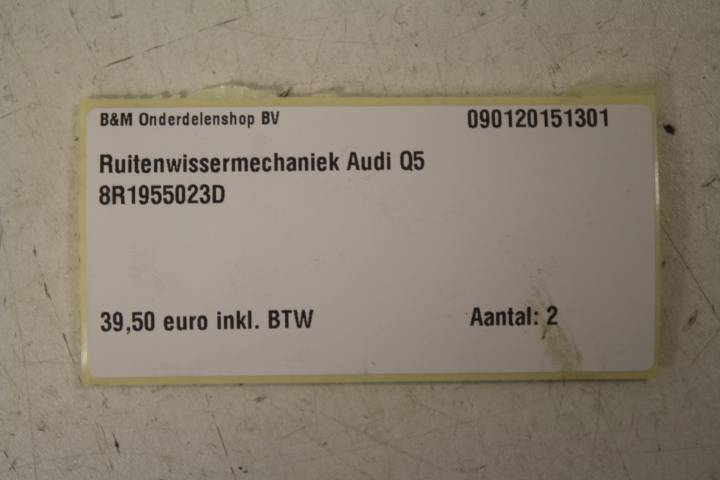 B&M Onderdelenshop BV 090120151301
Ruitenwissermechaniek Audi Q5
8R1955023D
39,50 euro inkl. BTW Aantal: 2